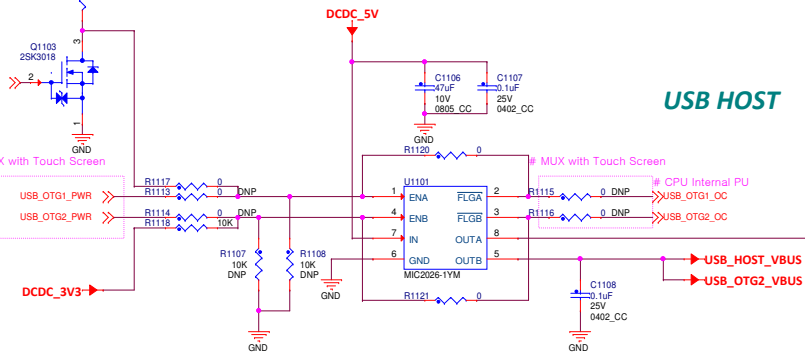 DCDC_5V
Q1103
2SK3018
3
2
1
GND
C1106
47uF
10V
0805_CC
C1107
0.1uF
25V
0402_CC
GND
USB HOST
X with Touch Screen
R1120
0
# MUX with Touch Screen
R1117
0
R1113
0
DNP
USB_OTG1_PWR
U1101
1
ENA
FLGA
2
R1115
0
DNP
# CPU Internal PU
USB_OTG1_OC
USB_OTG2_PWR
R1114
0
DNP
R1118
10K
4
ENB
FLGB
3
R1116
0
DNP
USB_OTG2_OC
7
IN
OUTA
8
6
GND
OUTB
5
MIC2026-1YM
R1107
10K
DNP
R1108
10K
DNP
GND
USB_HOST_VBUS
USB_OTG2_VBUS
DCDC_3V3
R1121
0
C1108
0.1uF
25V
0402_CC
GND
GND